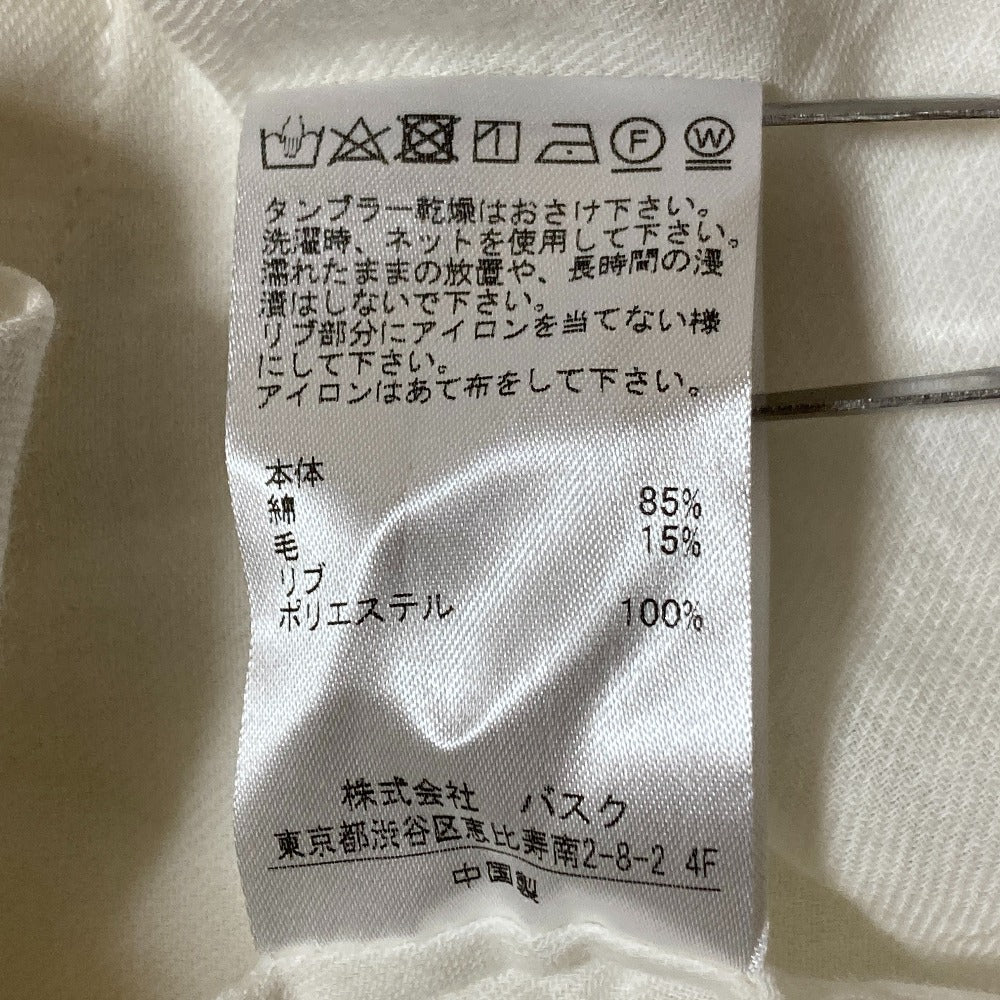 F W
タンブラー乾燥はおさけ下さい。
洗濯時、ネットを使用して下さい。
濡れたままの放置や、長時間の浸
漬はしないで下さい。
リブ部分にアイロンを当てない様
にして下さい。
アイロンはあて布をして下さい。
本体
綿 85%
毛 15%
リブ
ポリエステル 100%
株式会社 バスク
東京都渋谷区恵比寿南2-8-2 4F
中国製